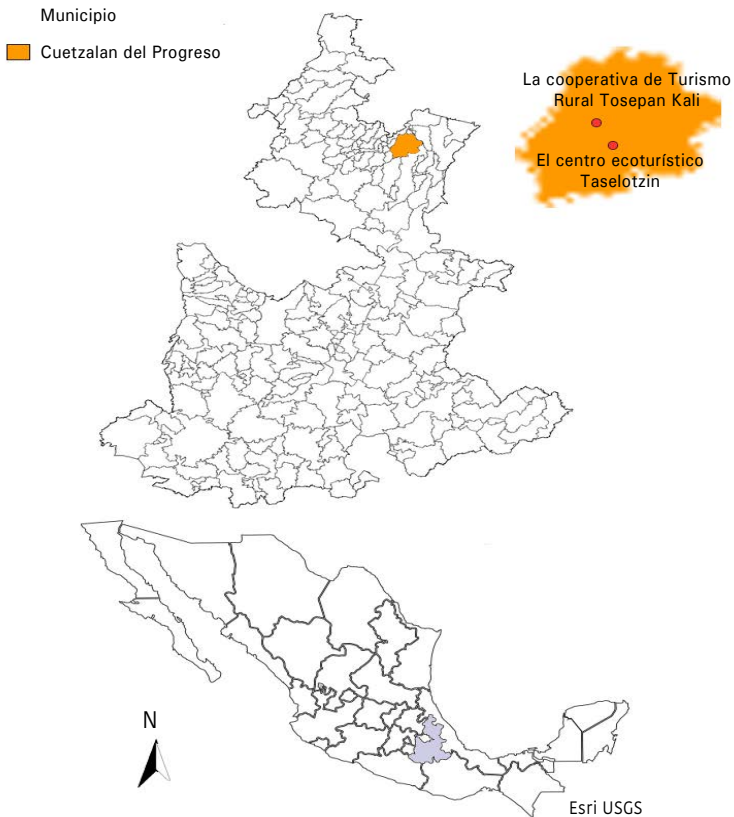 Municipio
Cuetzalan del Progreso
La cooperativa de Turismo
Rural Tosepan Kali
El centro ecoturístico
Taselotzin
N
Esri USGS